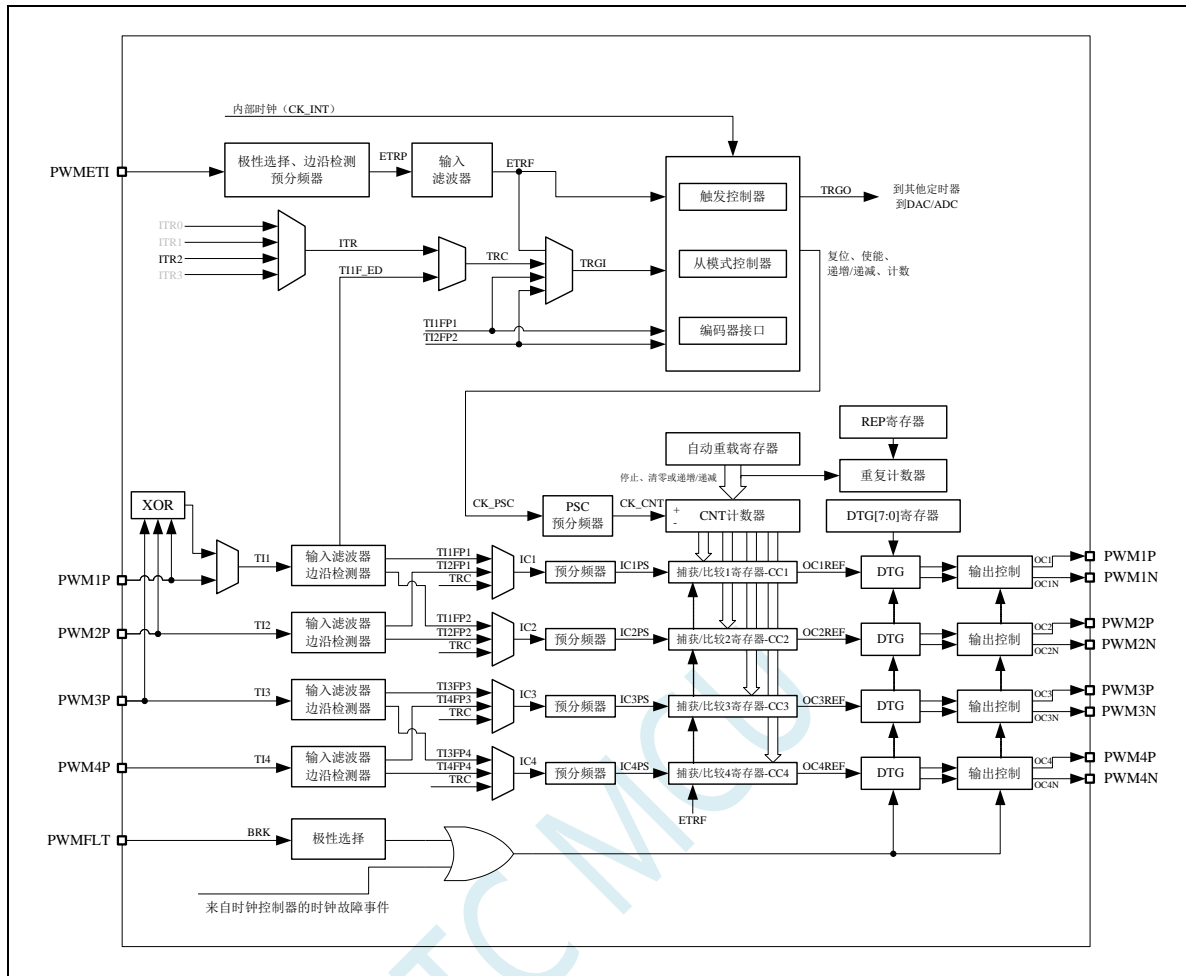 内部时钟（CK_INT）
PWMETI
极性选择、边沿检测
预分频器
ETRP
输入
滤波器
ETRF
触发控制器
TRGO
到其他定时器
到DAC/ADC
ITR0
ITR1
ITR2
ITR3
ITR
TI1F_ED
TRC
TRGI
从模式控制器
复位、使能、
递增/递减、计数
TI1FP1
TI2FP2
编码器接口
REP寄存器
自动重载寄存器
停止、清零或递增/递减
重复计数器
XOR
CK_PSC
PSC
预分频器
CK_CNT
+
-
CNT计数器
DTG[7:0]寄存器
PWM1P
TI1
输入滤波器
边沿检测器
TI1FP1
TI2FP1
TRC
IC1
预分频器
IC1PS
捕获/比较1寄存器-CC1
OC1REF
DTG
输出控制
OC1
OC1N
PWM1P
PWM1N
PWM2P
TI2
输入滤波器
边沿检测器
TI1FP2
TI2FP2
TRC
IC2
预分频器
IC2PS
捕获/比较2寄存器-CC2
OC2REF
DTG
输出控制
OC2
OC2N
PWM2P
PWM2N
PWM3P
TI3
输入滤波器
边沿检测器
TI3FP3
TI4FP3
TRC
IC3
预分频器
IC3PS
捕获/比较3寄存器-CC3
OC3REF
DTG
输出控制
OC3
OC3N
PWM3P
PWM3N
PWM4P
TI4
输入滤波器
边沿检测器
TI3FP4
TI4FP4
TRC
IC4
预分频器
IC4PS
捕获/比较4寄存器-CC4
OC4REF
DTG
输出控制
OC4
OC4N
PWM4P
PWM4N
ETRF
PWMFLT
BRK
极性选择
来自时钟控制器的时钟故障事件
TC MCU